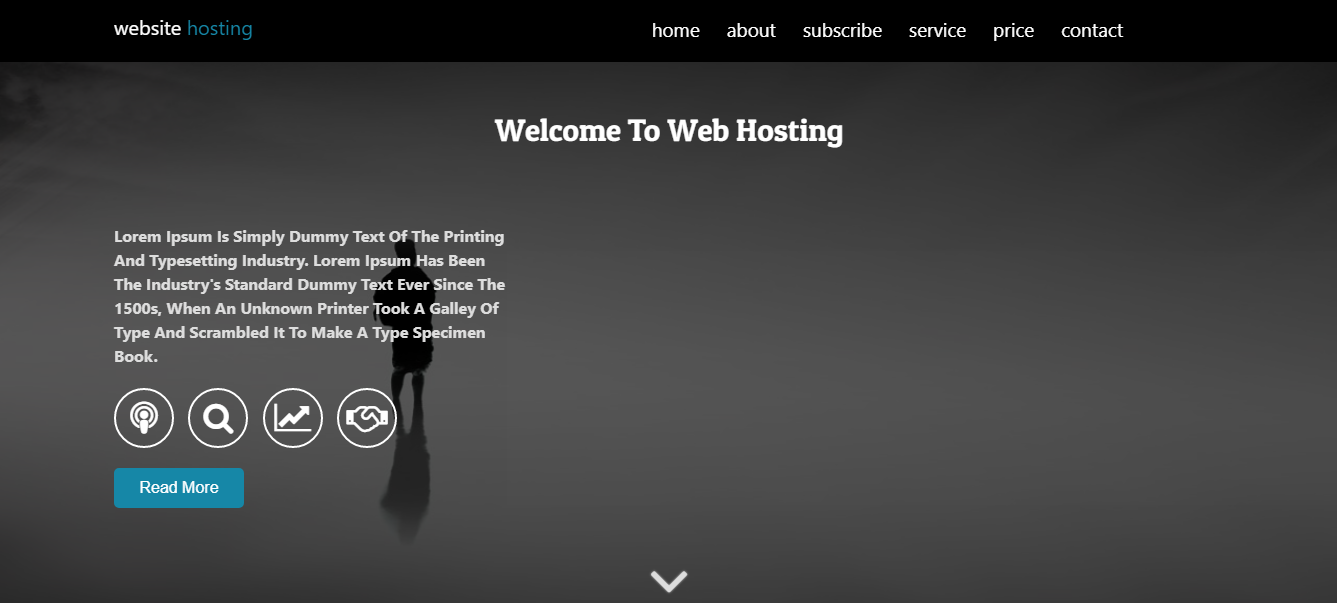 website hosting
home about subscribe service price contact
Welcome To Web Hosting
Lorem Ipsum Is Simply Dummy Text Of The Printing
And Typesetting Industry. Lorem Ipsum Has Been
The Industry's Standard Dummy Text Ever Since The
1500s, When An Unknown Printer Took A Galley Of
Type And Scrambled It To Make A Type Specimen
Book.
Read More